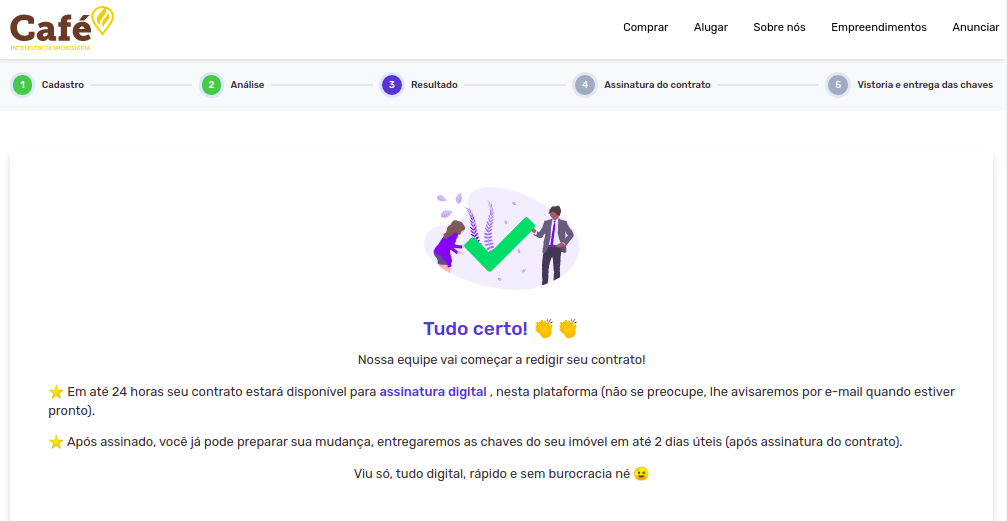 Café
INTELIGÊNCIA IMOBILIÁRIA
Comprar Alugar Sobre nós Empreendimentos Anunciar
1 Cadastro 2 Análise 3 Resultado 4 Assinatura do contrato 5 Vistoria e entrega das chaves
Tudo certo! 👏👏
Nossa equipe vai começar a redigir seu contrato!
⭐ Em até 24 horas seu contrato estará disponível para assinatura digital , nesta plataforma (não se preocupe, lhe avisaremos por e-mail quando estiver
pronto).
⭐ Após assinado, você já pode preparar sua mudança, entregaremos as chaves do seu imóvel em até 2 dias úteis (após assinatura do contrato).
Viu só, tudo digital, rápido e sem burocracia né 😉